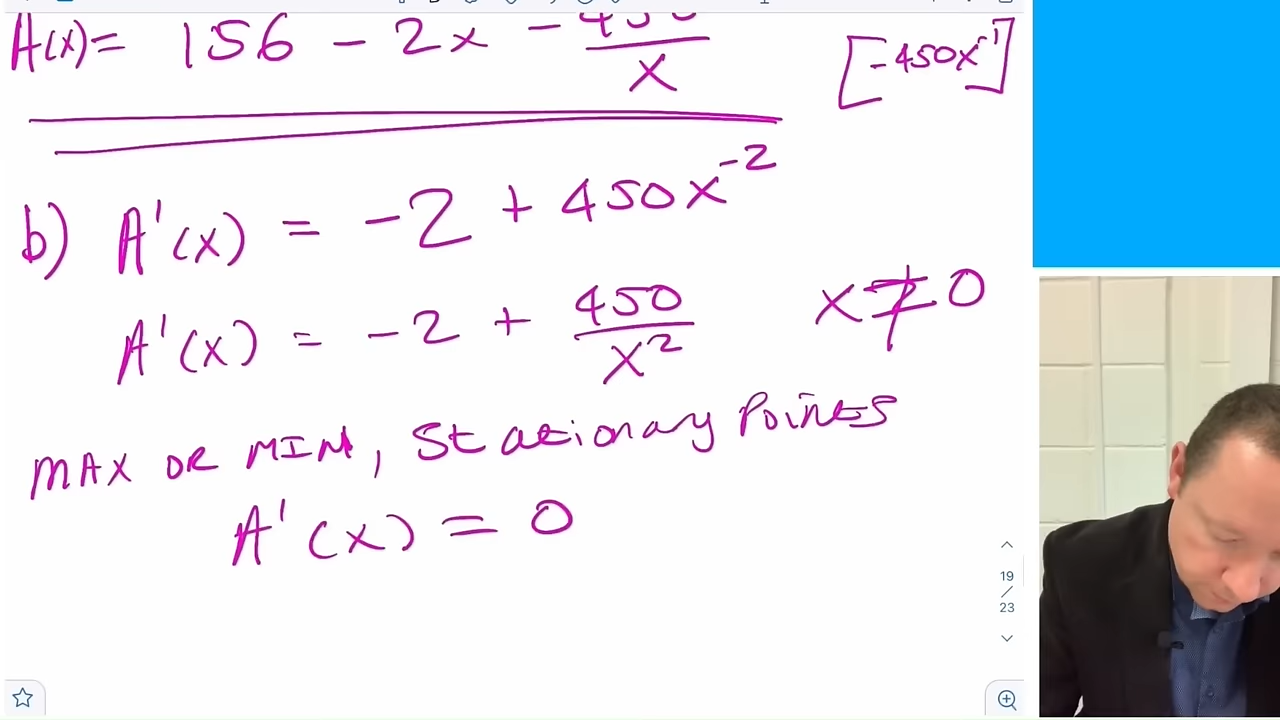 A(x) = 156 - 2x - 450/x [-450x⁻¹]
b) A'(x) = -2 + 450x⁻²
A'(x) = -2 + 450/x² x ≠ 0
MAX OR MIN, Stationary Points
A'(x) = 0
19
/
23